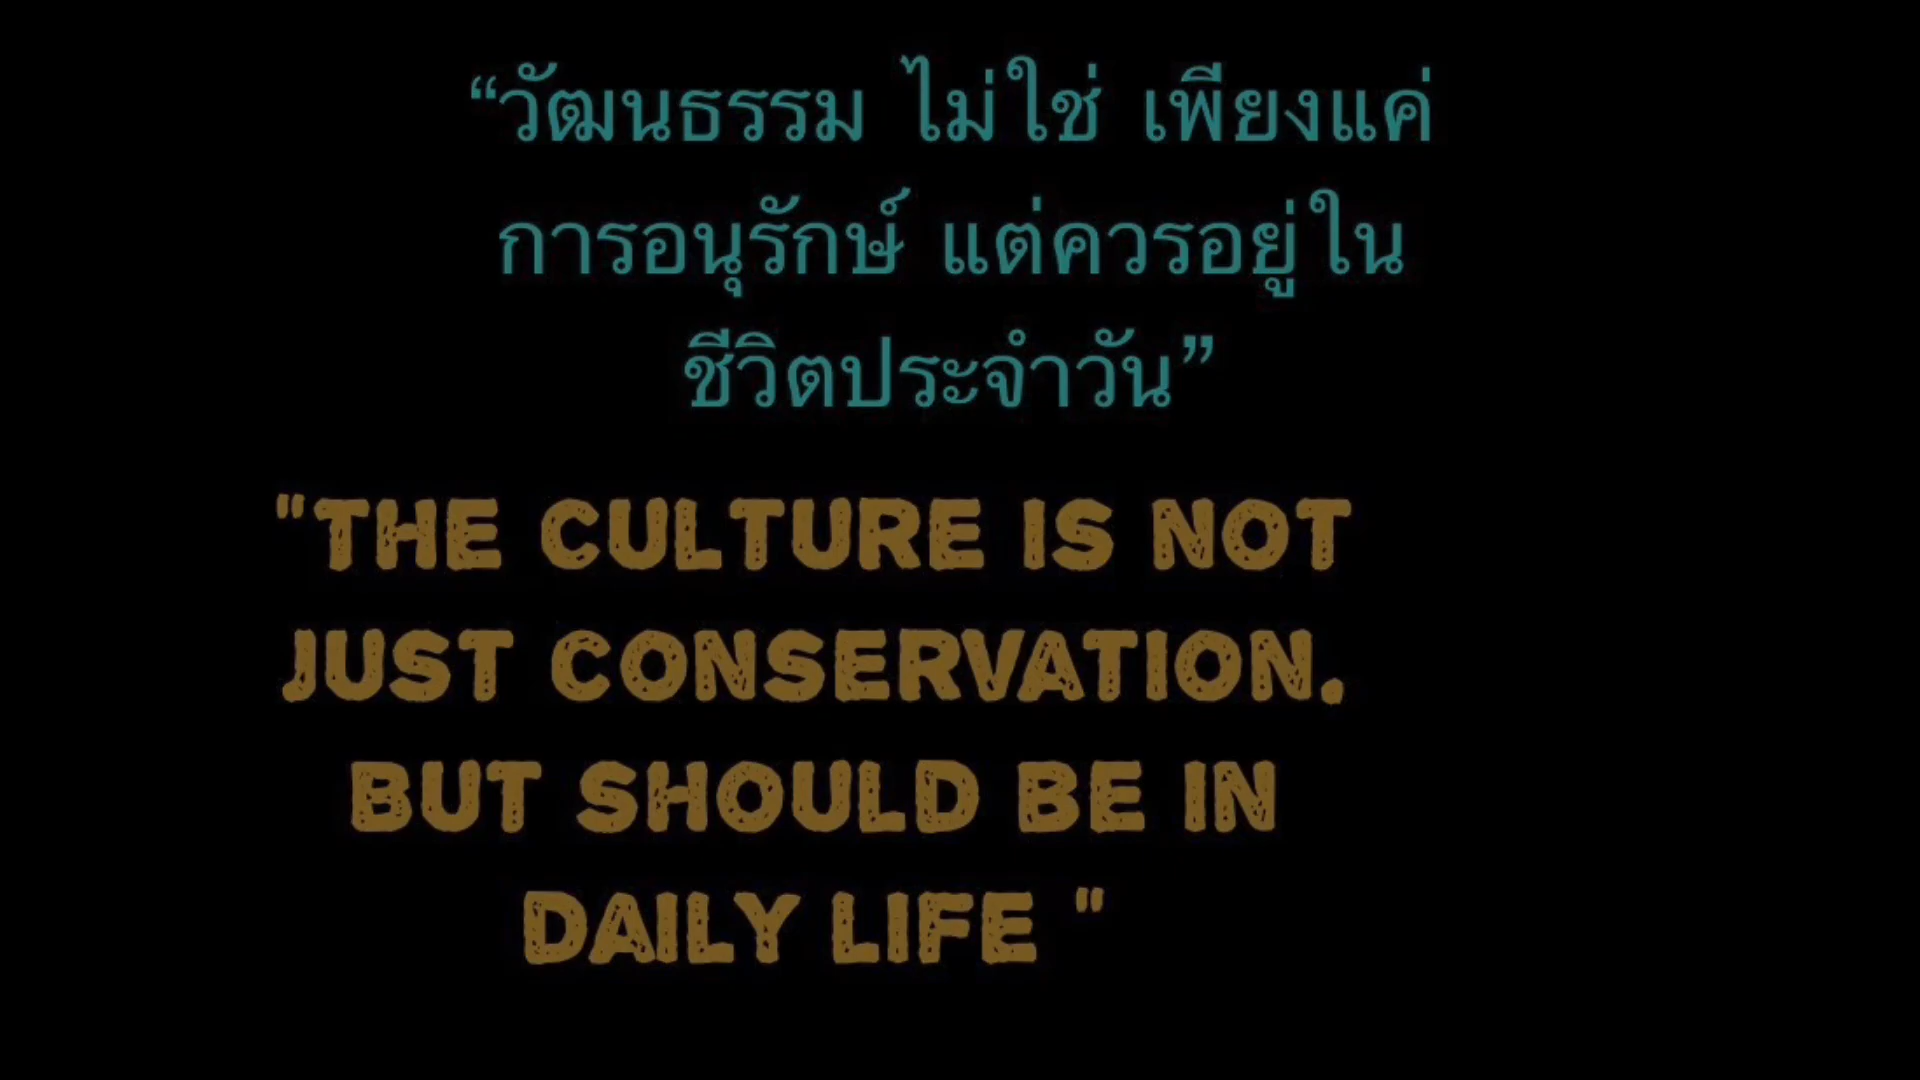 “วัฒนธรรม ไม่ใช่ เพียงแค่
การอนุรักษ์ แต่ควรอยู่ใน
ชีวิตประจำวัน”
"THE CULTURE IS NOT
JUST CONSERVATION.
BUT SHOULD BE IN
DAILY LIFE "